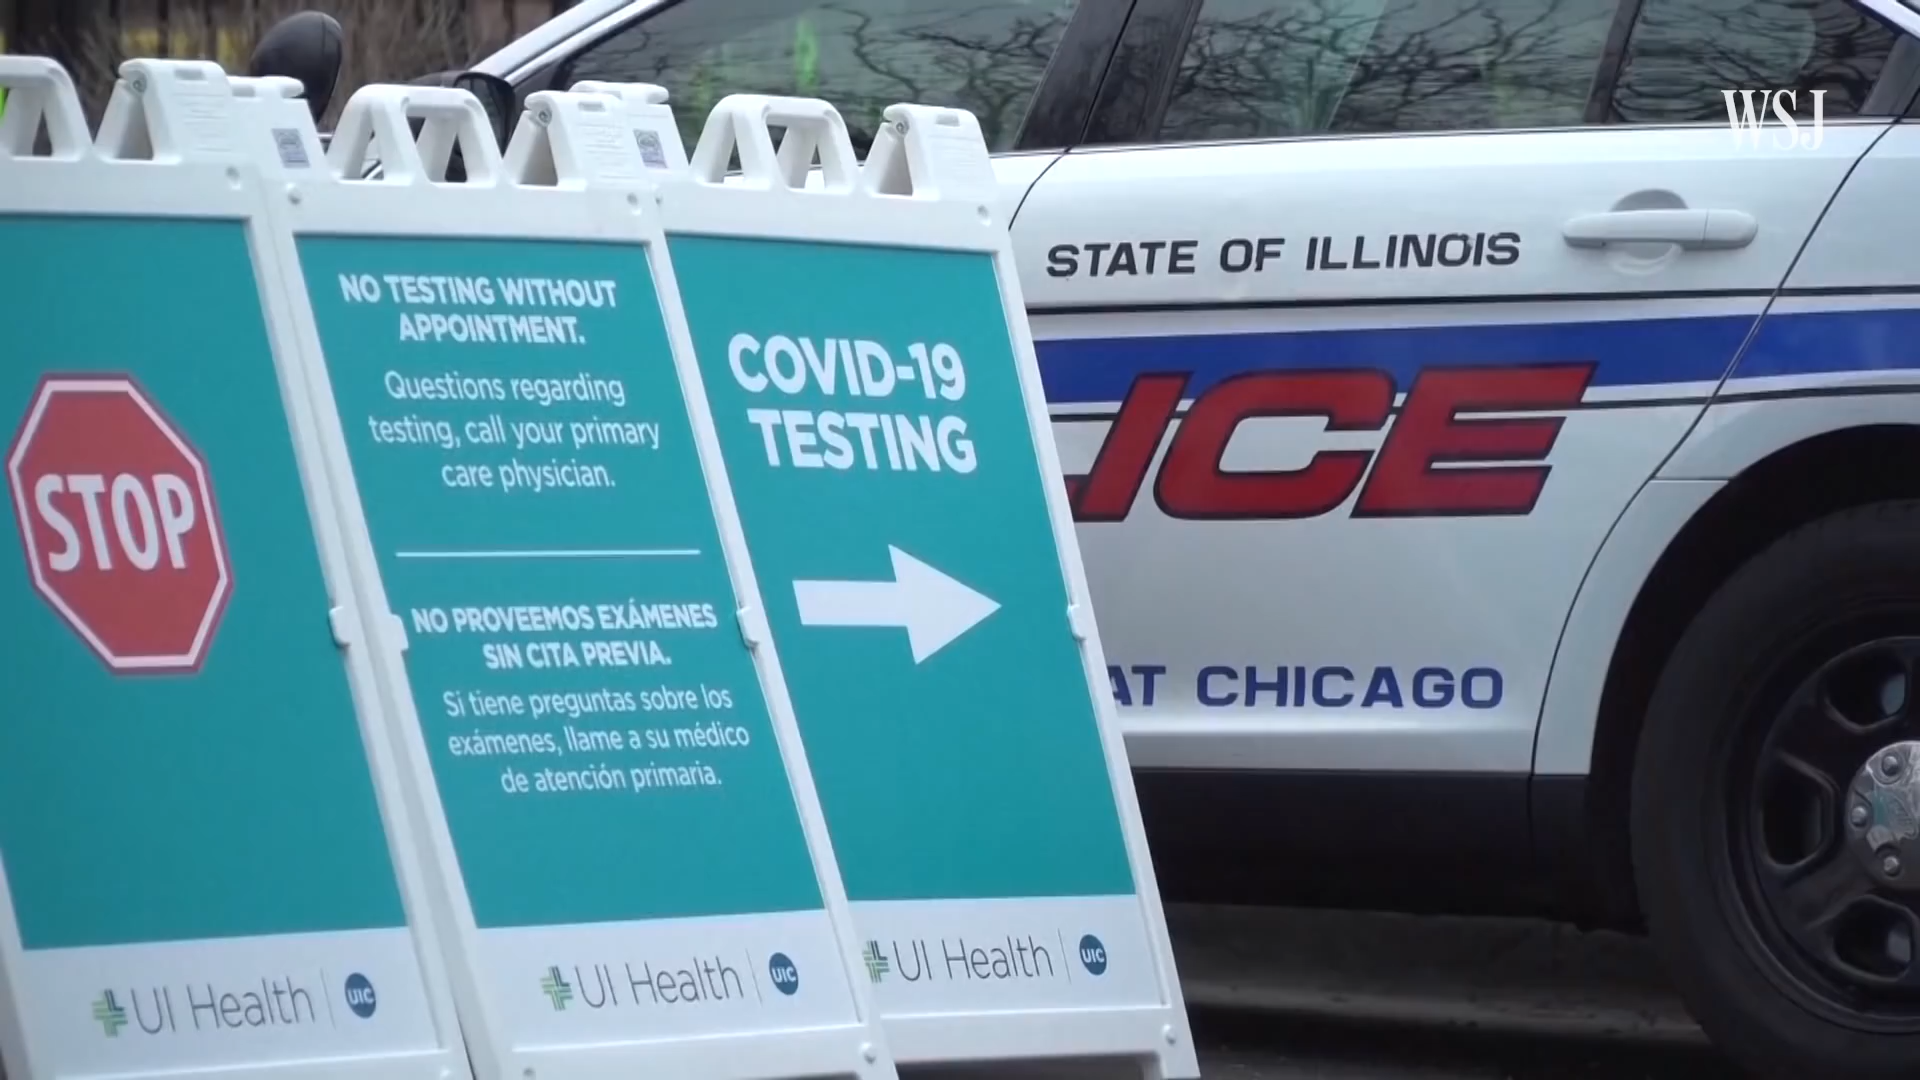 WSJ
STOP
UI Health
UIC
NO TESTING WITHOUT
APPOINTMENT.
Questions regarding
testing, call your primary
care physician.
NO PROVEEMOS EXÁMENES
SIN CITA PREVIA.
Si tiene preguntas sobre los
exámenes, llame a su médico
de atención primaria.
UI Health
UIC
COVID-19
TESTING
UI Health
UIC
STATE OF ILLINOIS
ICE
AT CHICAGO